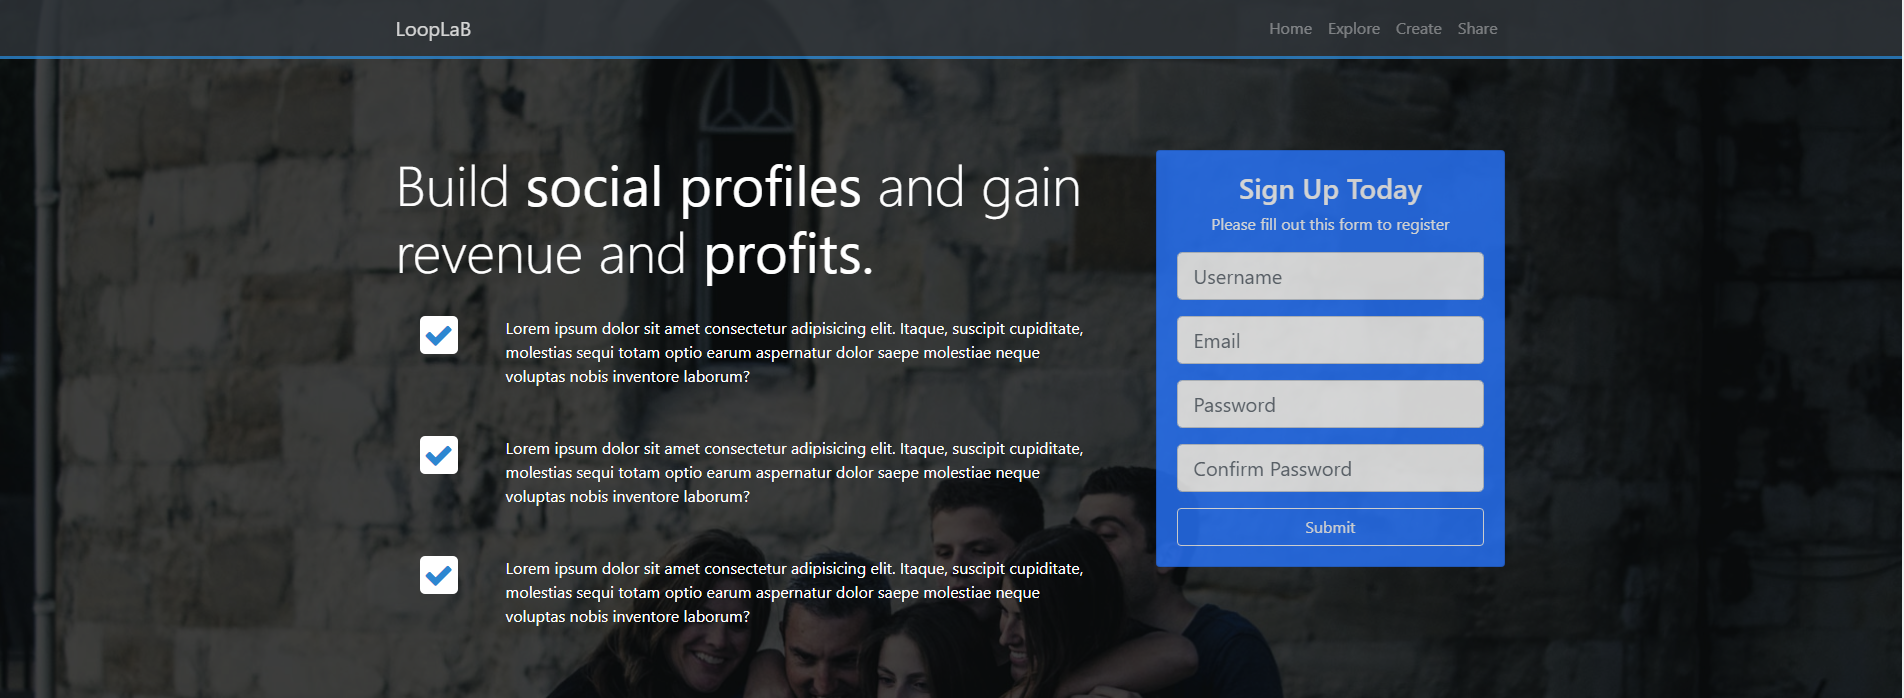 LoopLaB
Home Explore Create Share
Build social profiles and gain
revenue and profits.
Lorem ipsum dolor sit amet consectetur adipisicing elit. Itaque, suscipit cupiditate,
molestias sequi totam optio earum aspernatur dolor saepe molestiae neque
voluptas nobis inventore laborum?
Lorem ipsum dolor sit amet consectetur adipisicing elit. Itaque, suscipit cupiditate,
molestias sequi totam optio earum aspernatur dolor saepe molestiae neque
voluptas nobis inventore laborum?
Lorem ipsum dolor sit amet consectetur adipisicing elit. Itaque, suscipit cupiditate,
molestias sequi totam optio earum aspernatur dolor saepe molestiae neque
voluptas nobis inventore laborum?
Sign Up Today
Please fill out this form to register
Username
Email
Password
Confirm Password
Submit